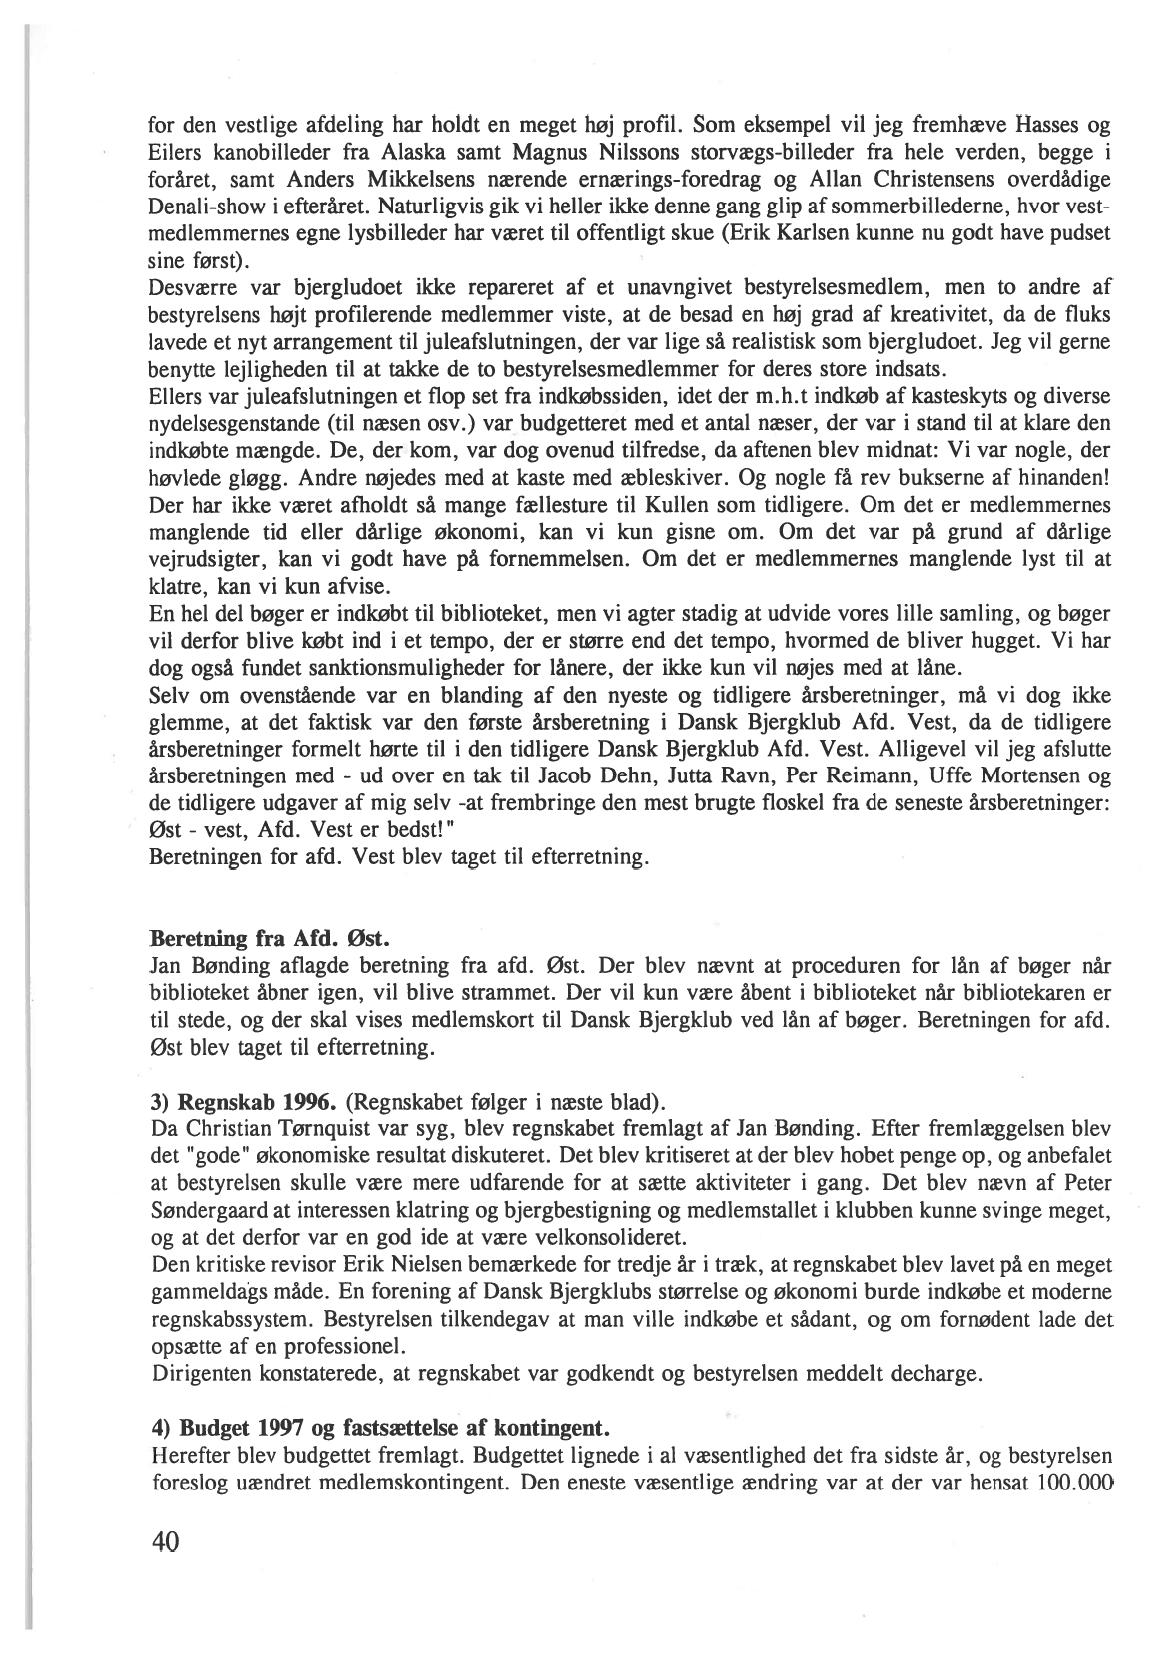 for den vestlige afdeling har holdt en meget høj profil. Som eksempel vil jeg fremhæve Hasses og
Eilers kanobilleder fra Alaska samt Magnus Nilssons storvægs-billeder fra hele verden, begge i
foråret, samt Anders Mikkelsens nærende ernærings-foredrag og Allan Christensens overdådige
Denali-show i efteråret. Naturligvis gik vi heller ikke denne gang glip af sommerbillederne, hvor vest-
medlemmernes egne lysbilleder har været til offentligt skue (Erik Karlsen kunne nu godt have pudset
sine først).
Desværre var bjergludoet ikke repareret af et unavngivet bestyrelsesmedlem, men to andre af
bestyrelsens højt profilerende medlemmer viste, at de besad en høj grad af kreativitet, da de fluks
lavede et nyt arrangement til juleafslutningen, der var lige så realistisk som bjergludoet. Jeg vil gerne
benytte lejligheden til at takke de to bestyrelsesmedlemmer for deres store indsats.
Ellers var juleafslutningen et flop set fra indkøbssiden, idet der m.h.t indkøb af kasteskyts og diverse
nydelsesgenstande (til næsen osv.) var budgetteret med et antal næser, der var i stand til at klare den
indkøbte mængde. De, der kom, var dog ovenud tilfredse, da aftenen blev midnat: Vi var nogle, der
høvlede gløgg. Andre nøjedes med at kaste med æbleskiver. Og nogle få rev bukserne af hinanden!
Der har ikke været afholdt så mange fællesture til Kullen som tidligere. Om det er medlemmernes
manglende tid eller dårlige økonomi, kan vi kun gisne om. Om det var på grund af dårlige
vejrudsigter, kan vi godt have på fornemmelsen. Om det er medlemmernes manglende lyst til at
klatre, kan vi kun afvise.
En hel del bøger er indkøbt til biblioteket, men vi agter stadig at udvide vores lille samling, og bøger
vil derfor blive købt ind i et tempo, der er større end det tempo, hvormed de bliver hugget. Vi har
dog også fundet sanktionsmuligheder for lånere, der ikke kun vil nøjes med at låne.
Selv om ovenstående var en blanding af den nyeste og tidligere årsberetninger, må vi dog ikke
glemme, at det faktisk var den første årsberetning i Dansk Bjergklub Afd. Vest, da de tidligere
årsberetninger formelt hørte til i den tidligere Dansk Bjergklub Afd. Vest. Alligevel vil jeg afslutte
årsberetningen med - ud over en tak til Jacob Dehn, Jutta Ravn, Per Reimann, Uffe Mortensen og
de tidligere udgaver af mig selv -at frembringe den mest brugte floskel fra de seneste årsberetninger:
Øst - vest, Afd. Vest er bedst!"
Beretningen for afd. Vest blev taget til efterretning.
Beretning fra Afd. Øst.
Jan Bønding aflagde beretning fra afd. Øst. Der blev nævnt at proceduren for lån af bøger når
biblioteket åbner igen, vil blive strammet. Der vil kun være åbent i biblioteket når bibliotekaren er
til stede, og der skal vises medlemskort til Dansk Bjergklub ved lån af bøger. Beretningen for afd.
Øst blev taget til efterretning.
3) Regnskab 1996. (Regnskabet følger i næste blad).
Da Christian Tørnquist var syg, blev regnskabet fremlagt af Jan Bønding. Efter fremlæggelsen blev
det "gode" økonomiske resultat diskuteret. Det blev kritiseret at der blev hobet penge op, og anbefalet
at bestyrelsen skulle være mere udfarende for at sætte aktiviteter i gang. Det blev nævn af Peter
Søndergaard at interessen klatring og bjergbestigning og medlemstallet i klubben kunne svinge meget,
og at det derfor var en god ide at være velkonsolideret.
Den kritiske revisor Erik Nielsen bemærkede for tredje år i træk, at regnskabet blev lavet på en meget
gammeldags måde. En forening af Dansk Bjergklubs størrelse og økonomi burde indkøbe et moderne
regnskabssystem. Bestyrelsen tilkendegav at man ville indkøbe et sådant, og om fornødent lade det
opsætte af en professionel.
Dirigenten konstaterede, at regnskabet var godkendt og bestyrelsen meddelt decharge.
4) Budget 1997 og fastsættelse af kontingent.
Herefter blev budgettet fremlagt. Budgettet lignede i al væsentlighed det fra sidste år, og bestyrelsen
foreslog uændret medlemskontingent. Den eneste væsentlige ændring var at der var hensat 100.000
40